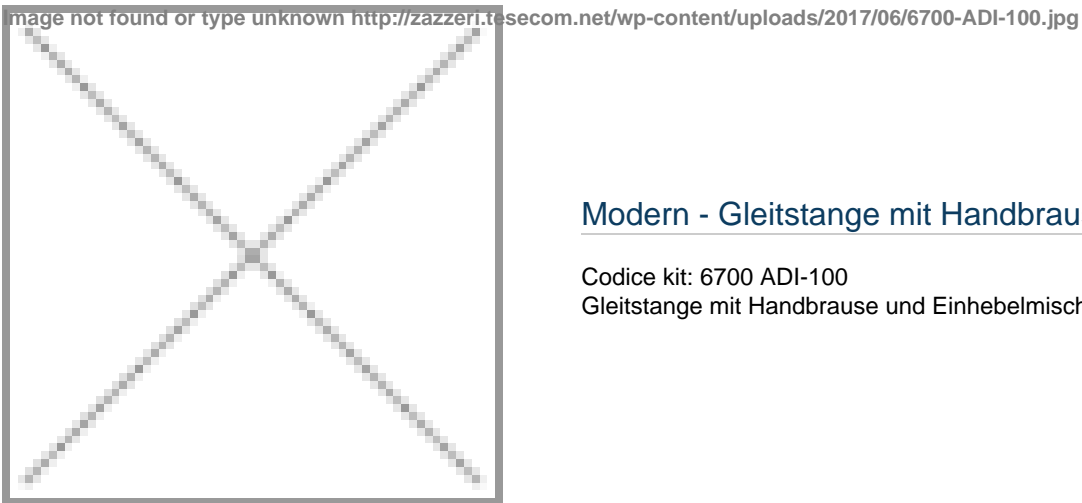 Image not found or type unknown http://zazzeri.tesecom.net/wp-content/uploads/2017/06/6700-ADI-100.jpg
Modern - Gleitstange mit Handbrau
Codice kit: 6700 ADI-100
Gleitstange mit Handbrause und Einhebelmisch